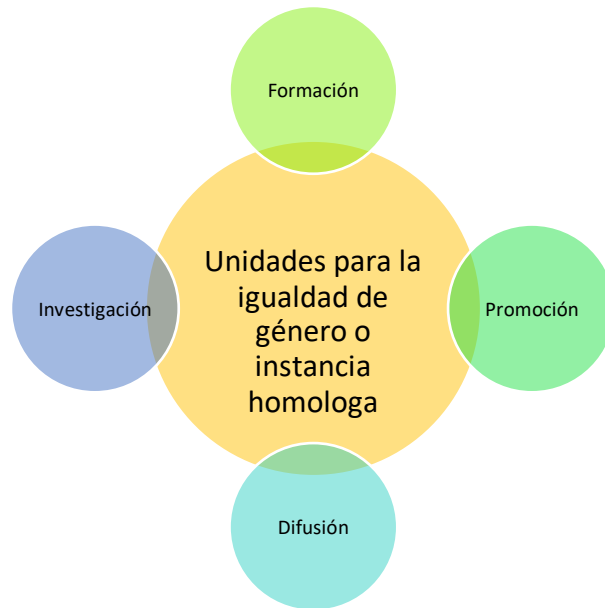 Formación
Unidades para la
igualdad de
género o
instancia
homologa
Investigación
Promoción
Difusión